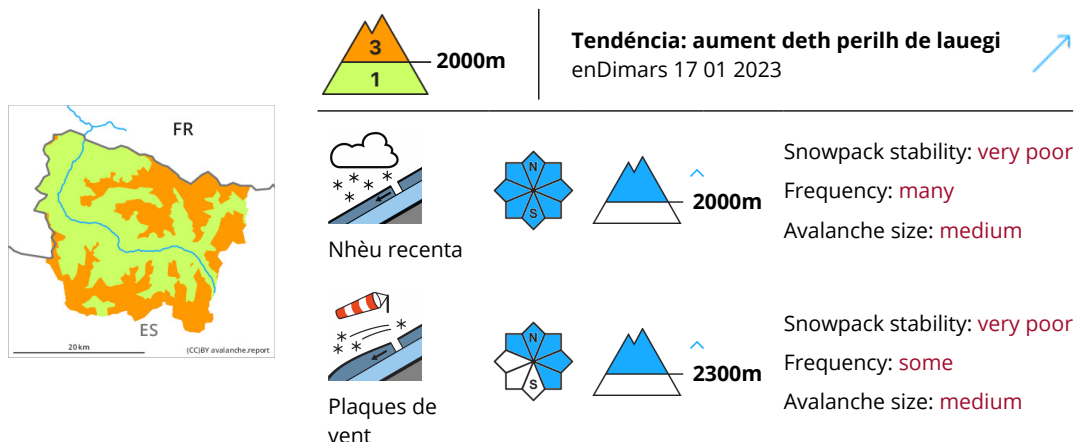 3
2000m
1
Tendéncia: aument deth perilh de lauegi
enDimars 17 01 2023
FR
ES
20 km
(CC)BY avalanche.report
N
S
2000m
Nhèu recenta
Snowpack stability: very poor
Frequency: many
Avalanche size: medium
N
S
2300m
Plaques de
vent
Snowpack stability: very poor
Frequency: some
Avalanche size: medium